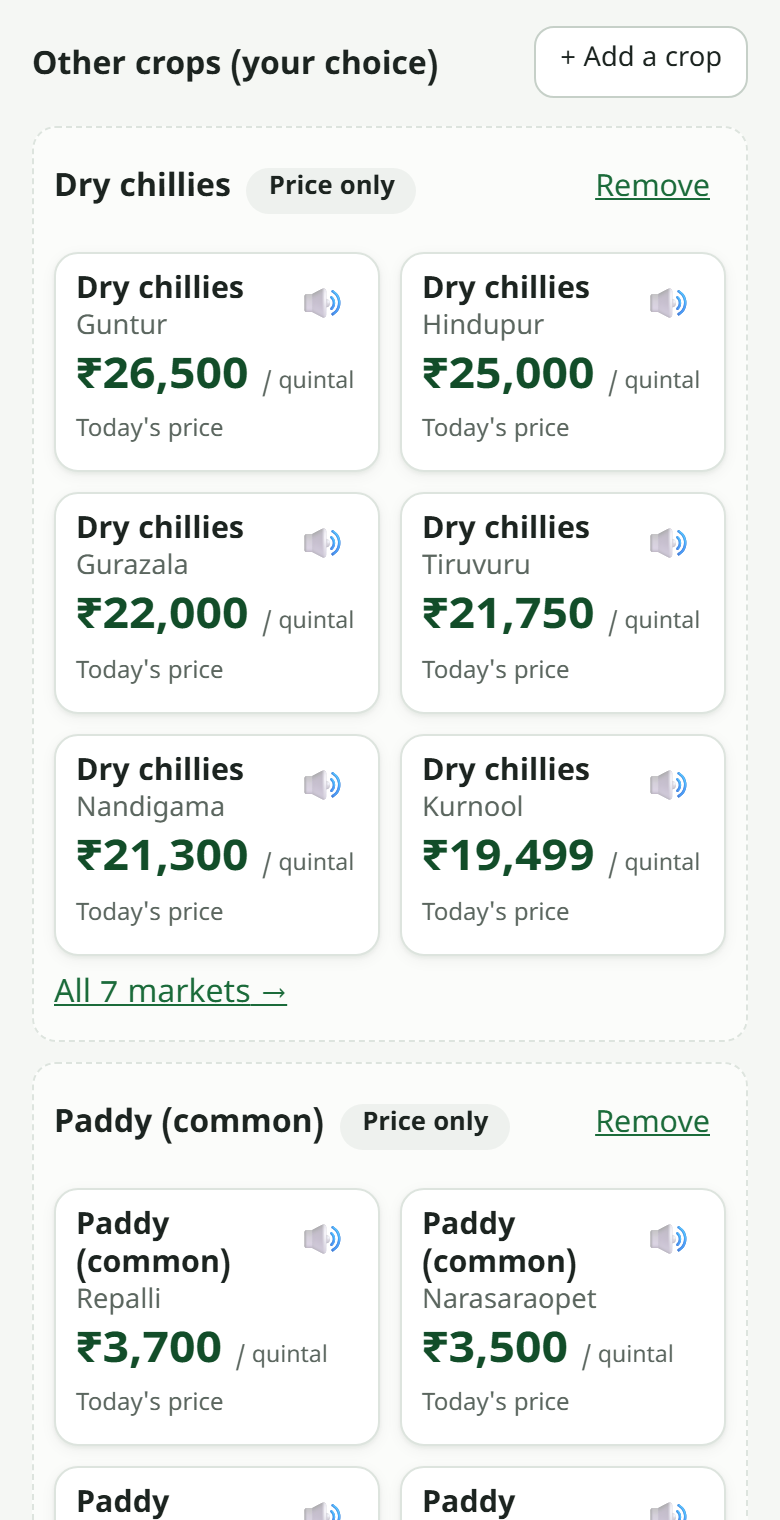 Other crops (your choice)
+ Add a crop
Dry chillies
Price only
Remove
Dry chillies
Guntur
₹26,500 / quintal
Today's price
Dry chillies
Hindupur
₹25,000 / quintal
Today's price
Dry chillies
Gurazala
₹22,000 / quintal
Today's price
Dry chillies
Tiruvuru
₹21,750 / quintal
Today's price
Dry chillies
Nandigama
₹21,300 / quintal
Today's price
Dry chillies
Kurnool
₹19,499 / quintal
Today's price
All 7 markets →
Paddy (common)
Price only
Remove
Paddy
(common)
Repalli
₹3,700 / quintal
Today's price
Paddy
(common)
Narasaraopet
₹3,500 / quintal
Today's price
Paddy
Paddy